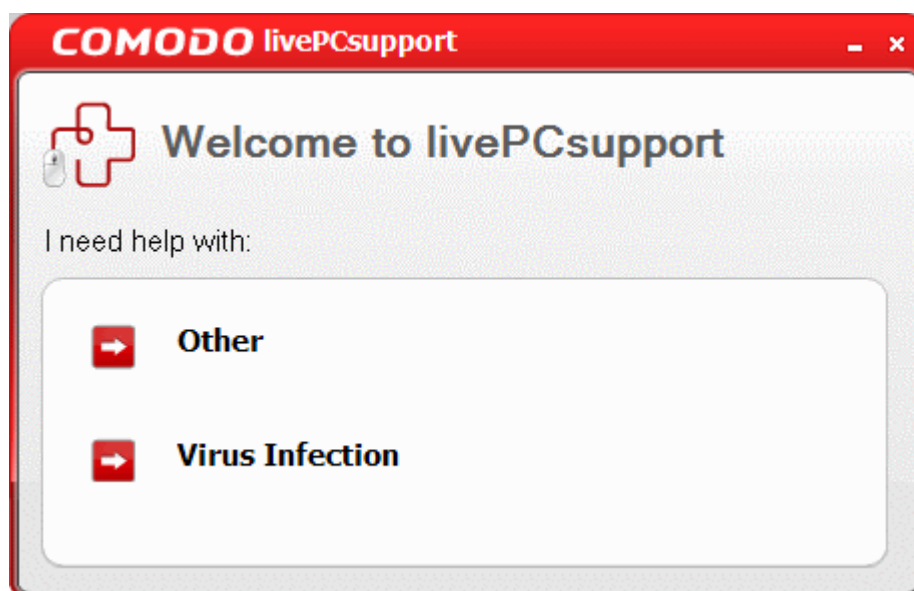 COMODO livePCsupport
Welcome to livePCsupport
I need help with:
Other
Virus Infection